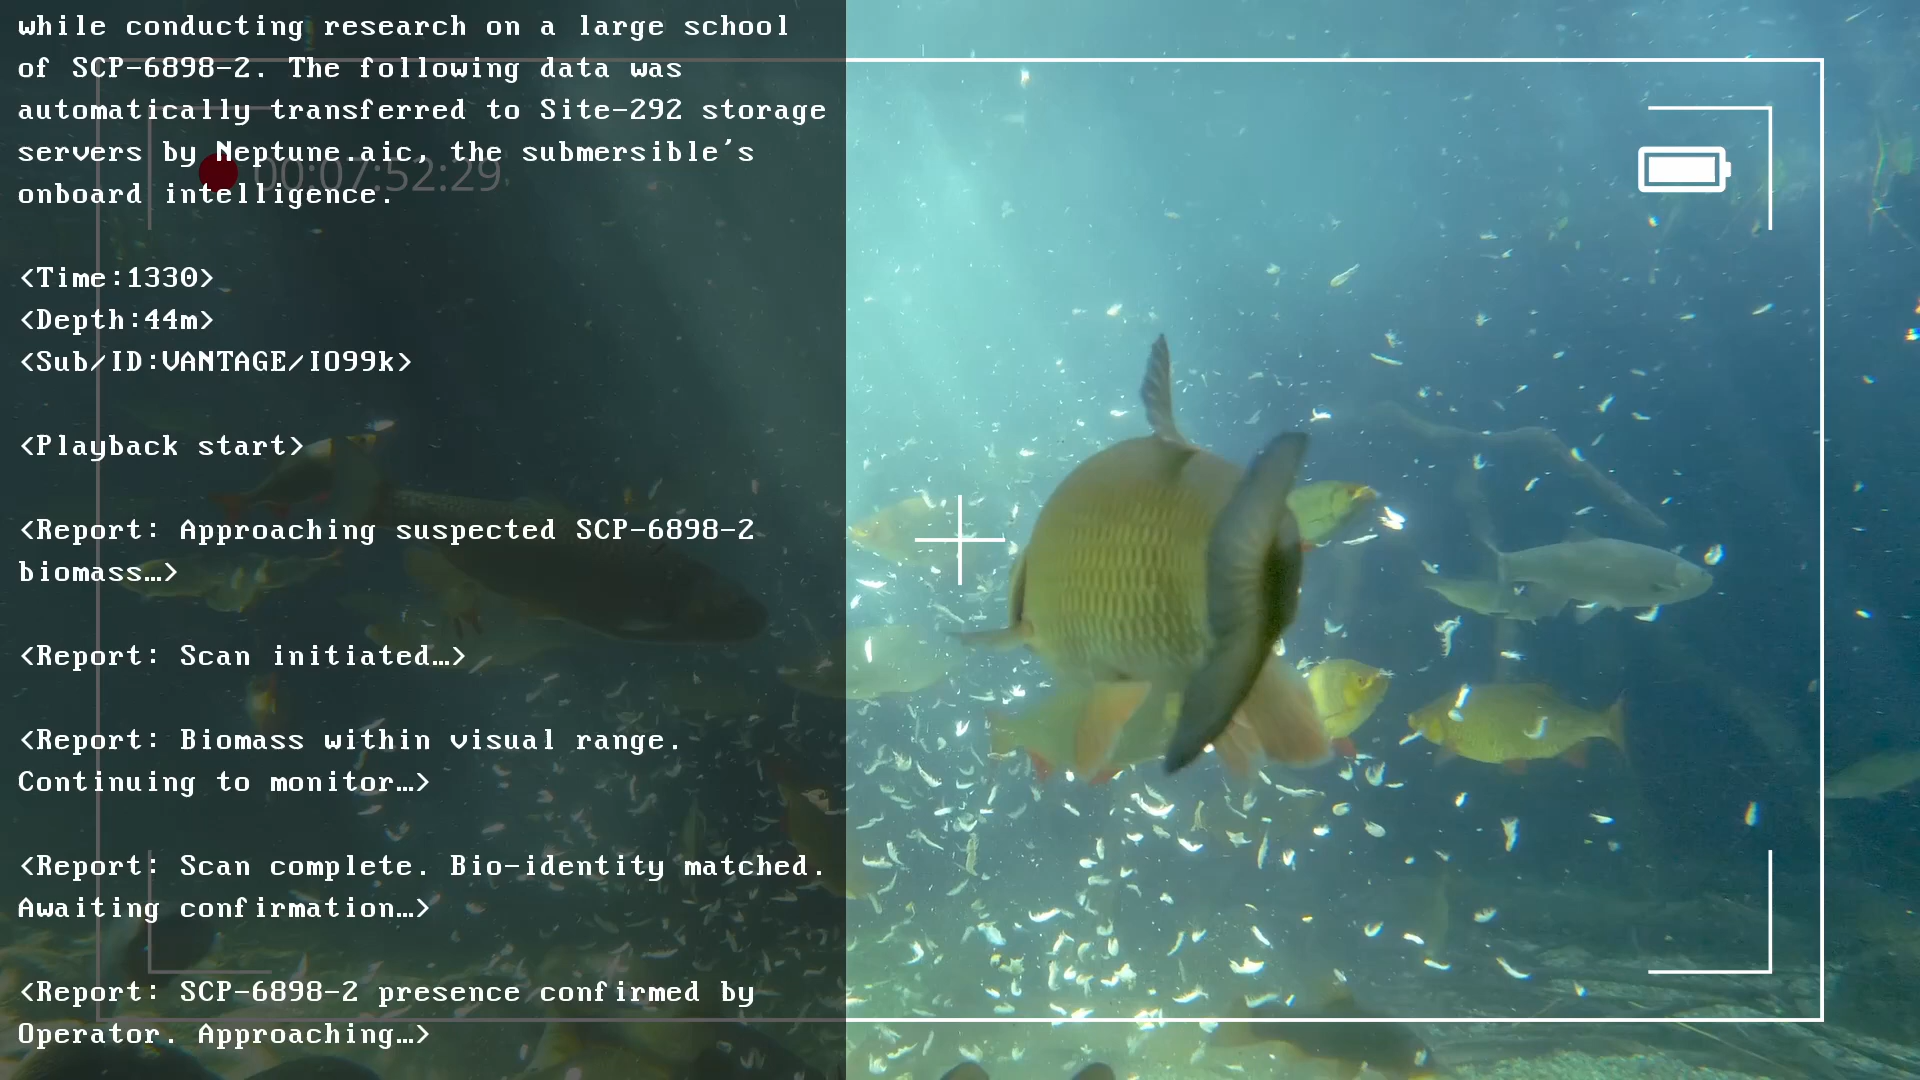 while conducting research on a large school
of SCP-6898-2. The following data was
automatically transferred to Site-292 storage
servers by Neptune.aic, the submersible's
00:07:52:29
onboard intelligence.
<Time:1330>
<Depth:44m>
<Sub/ID:VANTAGE/IO99k>
<Playback start>
<Report: Approaching suspected SCP-6898-2
biomass…>
<Report: Scan initiated…>
<Report: Biomass within visual range.
Continuing to monitor…>
<Report: Scan complete. Bio-identity matched.
Awaiting confirmation…>
<Report: SCP-6898-2 presence confirmed by
Operator. Approaching…>